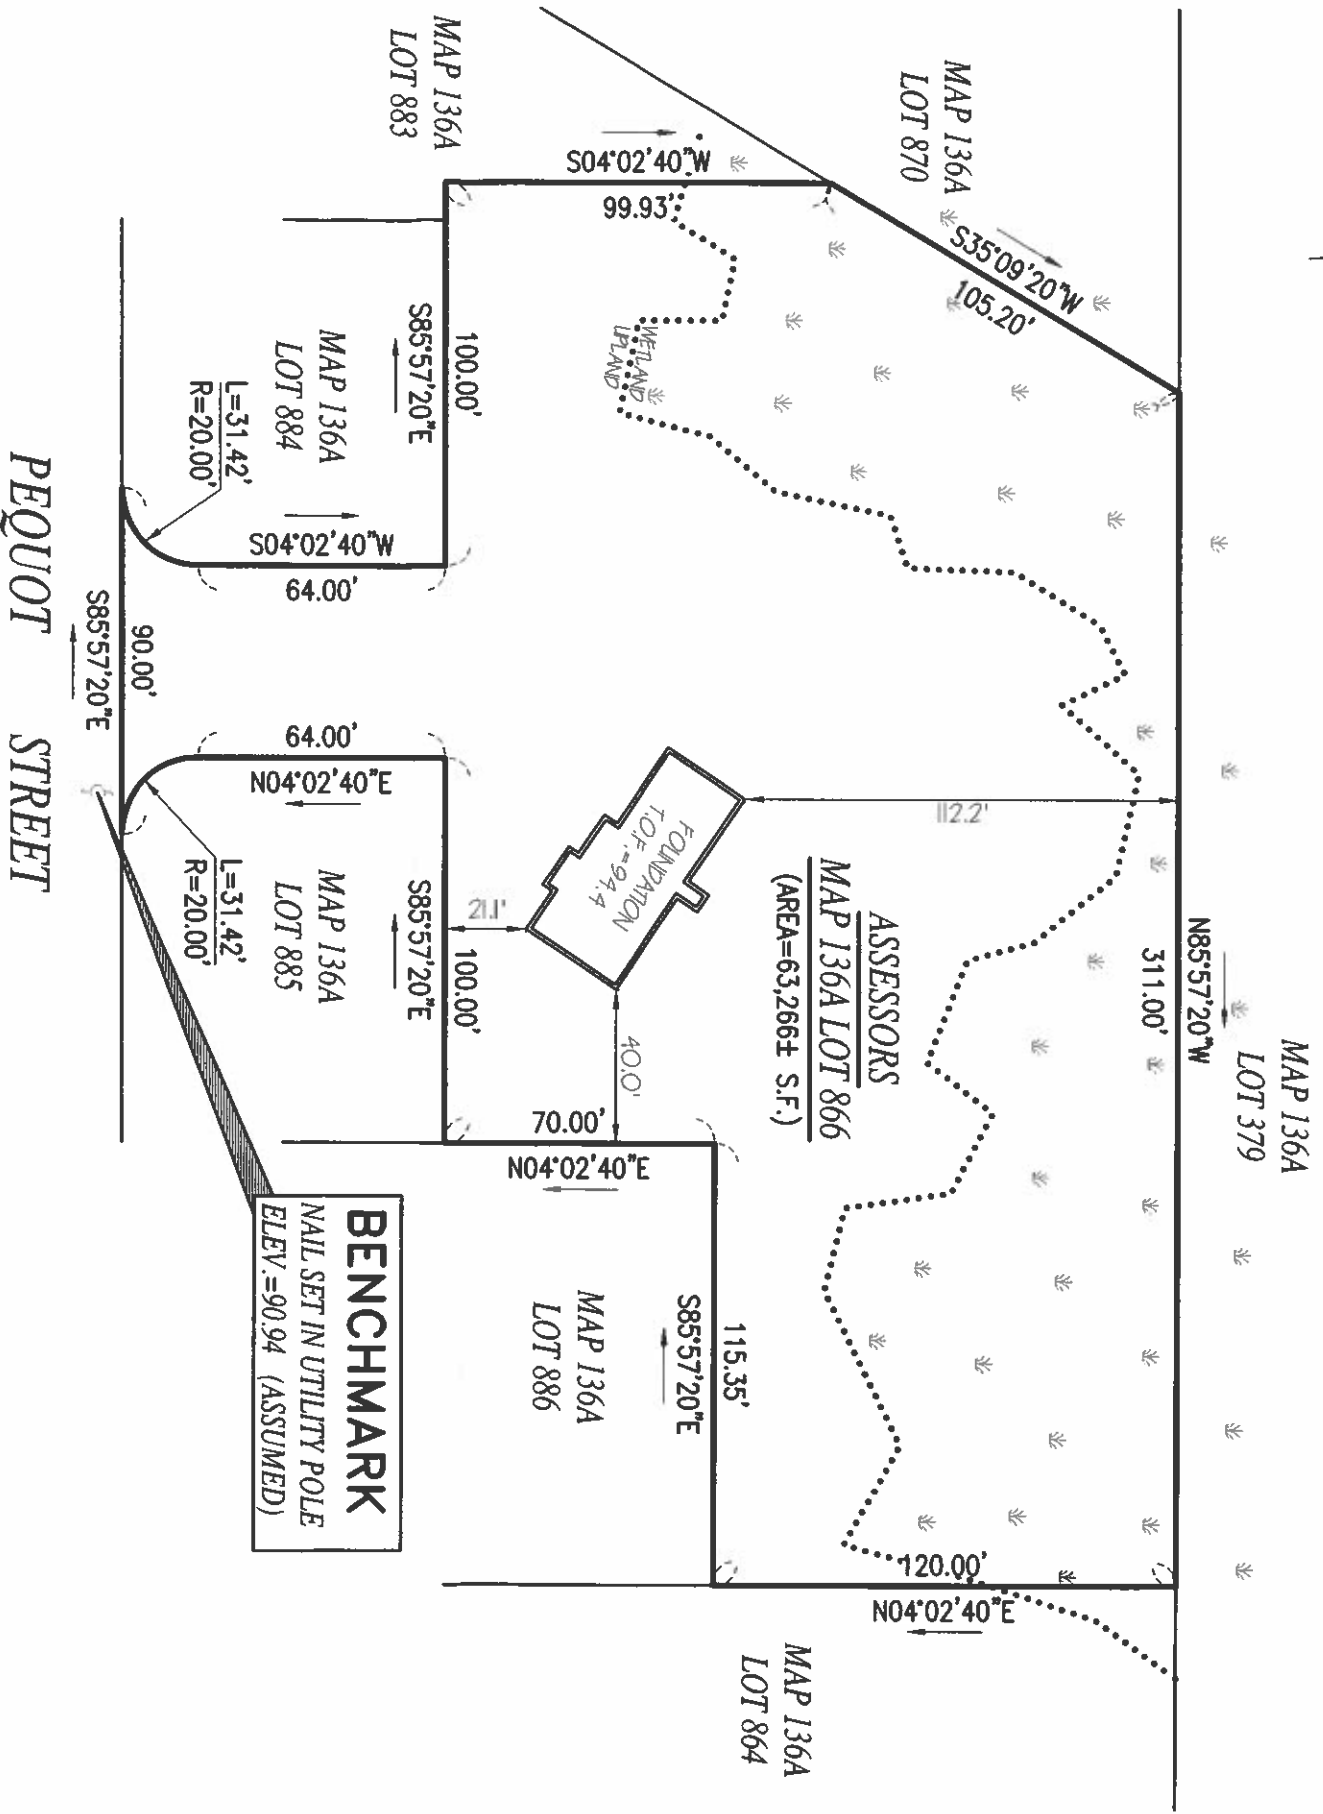 MAP 136A
LOT 379
N85°57'20"W
311.00'
MAP 136A
LOT 870
S35°09'20"W
105.20'
MAP 136A
LOT 883
S04°02'40"W
99.93'
WETLAND
UPLAND
112.2'
ASSESSORS
MAP 136A LOT 866
(AREA=63,266± S.F.)
FOUNDATION
T.O.F.=94.4
21.1'
40.0'
120.00'
N04°02'40"E
MAP 136A
LOT 864
115.35'
S85°57'20"E
MAP 136A
LOT 886
70.00'
N04°02'40"E
100.00'
S85°57'20"E
MAP 136A
LOT 884
L=31.42'
R=20.00'
S04°02'40"W
64.00'
64.00'
N04°02'40"E
100.00'
S85°57'20"E
MAP 136A
LOT 885
L=31.42'
R=20.00'
90.00'
S85°57'20"E
BENCHMARK
NAIL SET IN UTILITY POLE
ELEV.=90.94 (ASSUMED)
PEQUOT STREET